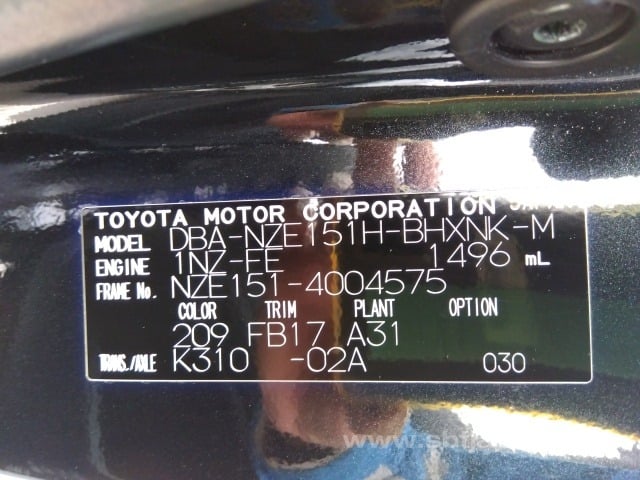 TOYOTA MOTOR CORPORATION JAPAN
MODEL DBA-NZE151H-BHXNK-M
ENGINE 1NZ-FE 1496 mL
FRAME No. NZE151-4004575
COLOR TRIM PLANT OPTION
209 FB17 A31
TRANS./AXLE K310 -02A 030